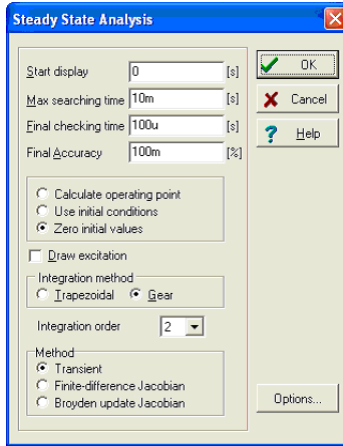 Steady State Analysis
Start display 0 [s]
Max searching time 10m [s]
Final checking time 100u [s]
Final Accuracy 100m [%]
OK
Cancel
? Help
Calculate operating point
Use initial conditions
Zero initial values
Draw excitation
Integration method
Trapezoidal Gear
Integration order 2
Method
Transient
Finite-difference Jacobian
Broyden update Jacobian
Options...